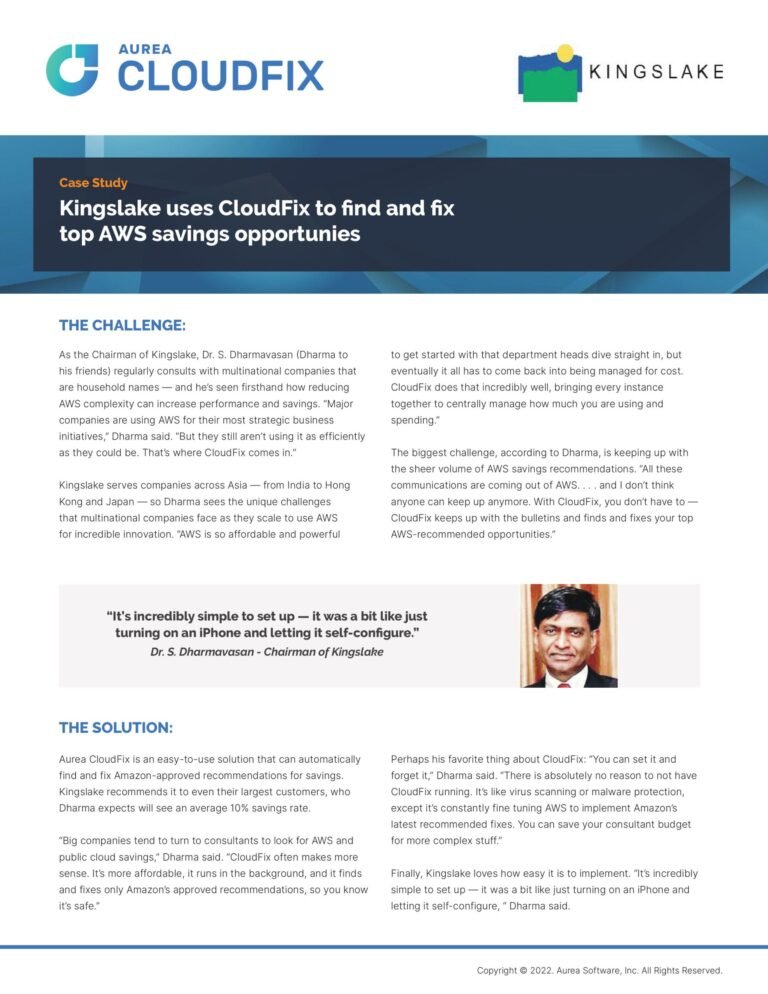 AUREA
CLOUDFIX
KINGSLAKE
Case Study
Kingslake uses CloudFix to find and fix
top AWS savings opportunies
THE CHALLENGE:
As the Chairman of Kingslake, Dr. S. Dharmavasan (Dharma to
his friends) regularly consults with multinational companies that
are household names — and he’s seen firsthand how reducing
AWS complexity can increase performance and savings. “Major
companies are using AWS for their most strategic business
initiatives,” Dharma said. “But they still aren’t using it as efficiently
as they could be. That’s where CloudFix comes in.”
Kingslake serves companies across Asia — from India to Hong
Kong and Japan — so Dharma sees the unique challenges
that multinational companies face as they scale to use AWS
for incredible innovation. “AWS is so affordable and powerful
to get started with that department heads dive straight in, but
eventually it all has to come back into being managed for cost.
CloudFix does that incredibly well, bringing every instance
together to centrally manage how much you are using and
spending.”
The biggest challenge, according to Dharma, is keeping up with
the sheer volume of AWS savings recommendations. “All these
communications are coming out of AWS. . . . and I don’t think
anyone can keep up anymore. With CloudFix, you don’t have to —
CloudFix keeps up with the bulletins and finds and fixes your top
AWS-recommended opportunities.”
“It’s incredibly simple to set up — it was a bit like just
turning on an iPhone and letting it self-configure.”
Dr. S. Dharmavasan - Chairman of Kingslake
THE SOLUTION:
Aurea CloudFix is an easy-to-use solution that can automatically
find and fix Amazon-approved recommendations for savings.
Kingslake recommends it to even their largest customers, who
Dharma expects will see an average 10% savings rate.
“Big companies tend to turn to consultants to look for AWS and
public cloud savings,” Dharma said. “CloudFix often makes more
sense. It’s more affordable, it runs in the background, and it finds
and fixes only Amazon’s approved recommendations, so you know
it’s safe.”
Perhaps his favorite thing about CloudFix: “You can set it and
forget it,” Dharma said. “There is absolutely no reason to not have
CloudFix running. It’s like virus scanning or malware protection,
except it’s constantly fine tuning AWS to implement Amazon’s
latest recommended fixes. You can save your consultant budget
for more complex stuff.”
Finally, Kingslake loves how easy it is to implement. “It’s incredibly
simple to set up — it was a bit like just turning on an iPhone and
letting it self-configure, “ Dharma said.
Copyright © 2022. Aurea Software, Inc. All Rights Reserved.